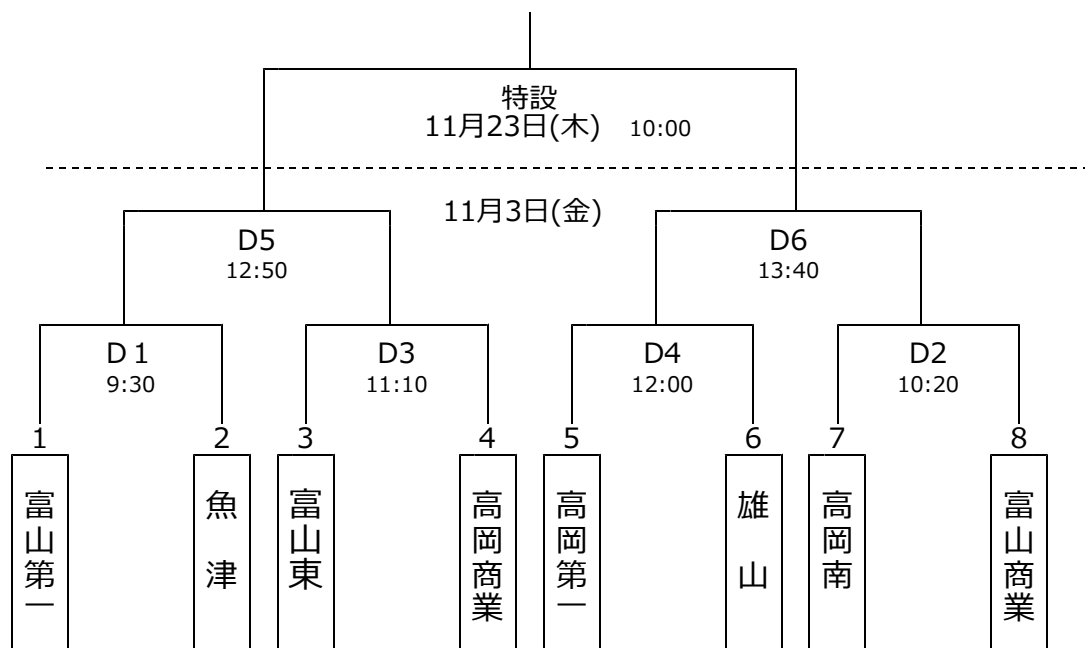 特設
11月23日(木) 10:00
11月3日(金)
D5
12:50
D6
13:40
D１
9:30
D3
11:10
D4
12:00
D2
10:20
1
2
3
4
5
6
7
8
富山第一
魚津
富山東
高岡商業
高岡第一
雄山
高岡南
富山商業